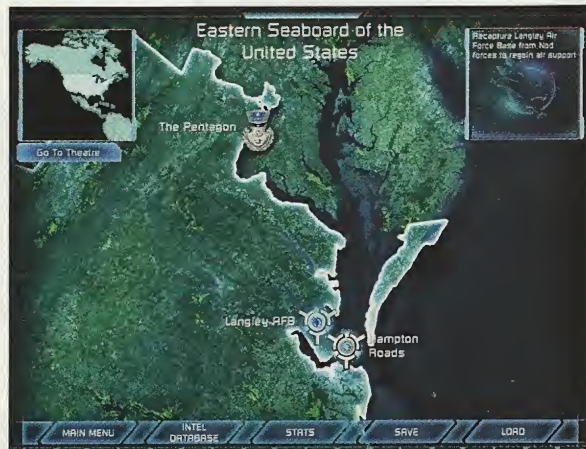 Eastern Seaboard of the
United States
Recapture Langley Air
Force Base from Nod
forces to regain air support
The Pentagon
Go To Theatre
Langley AFB
Hampton
Roads
MAIN MENU
INTEL
DATABASE
STATS
SAVE
LOAD